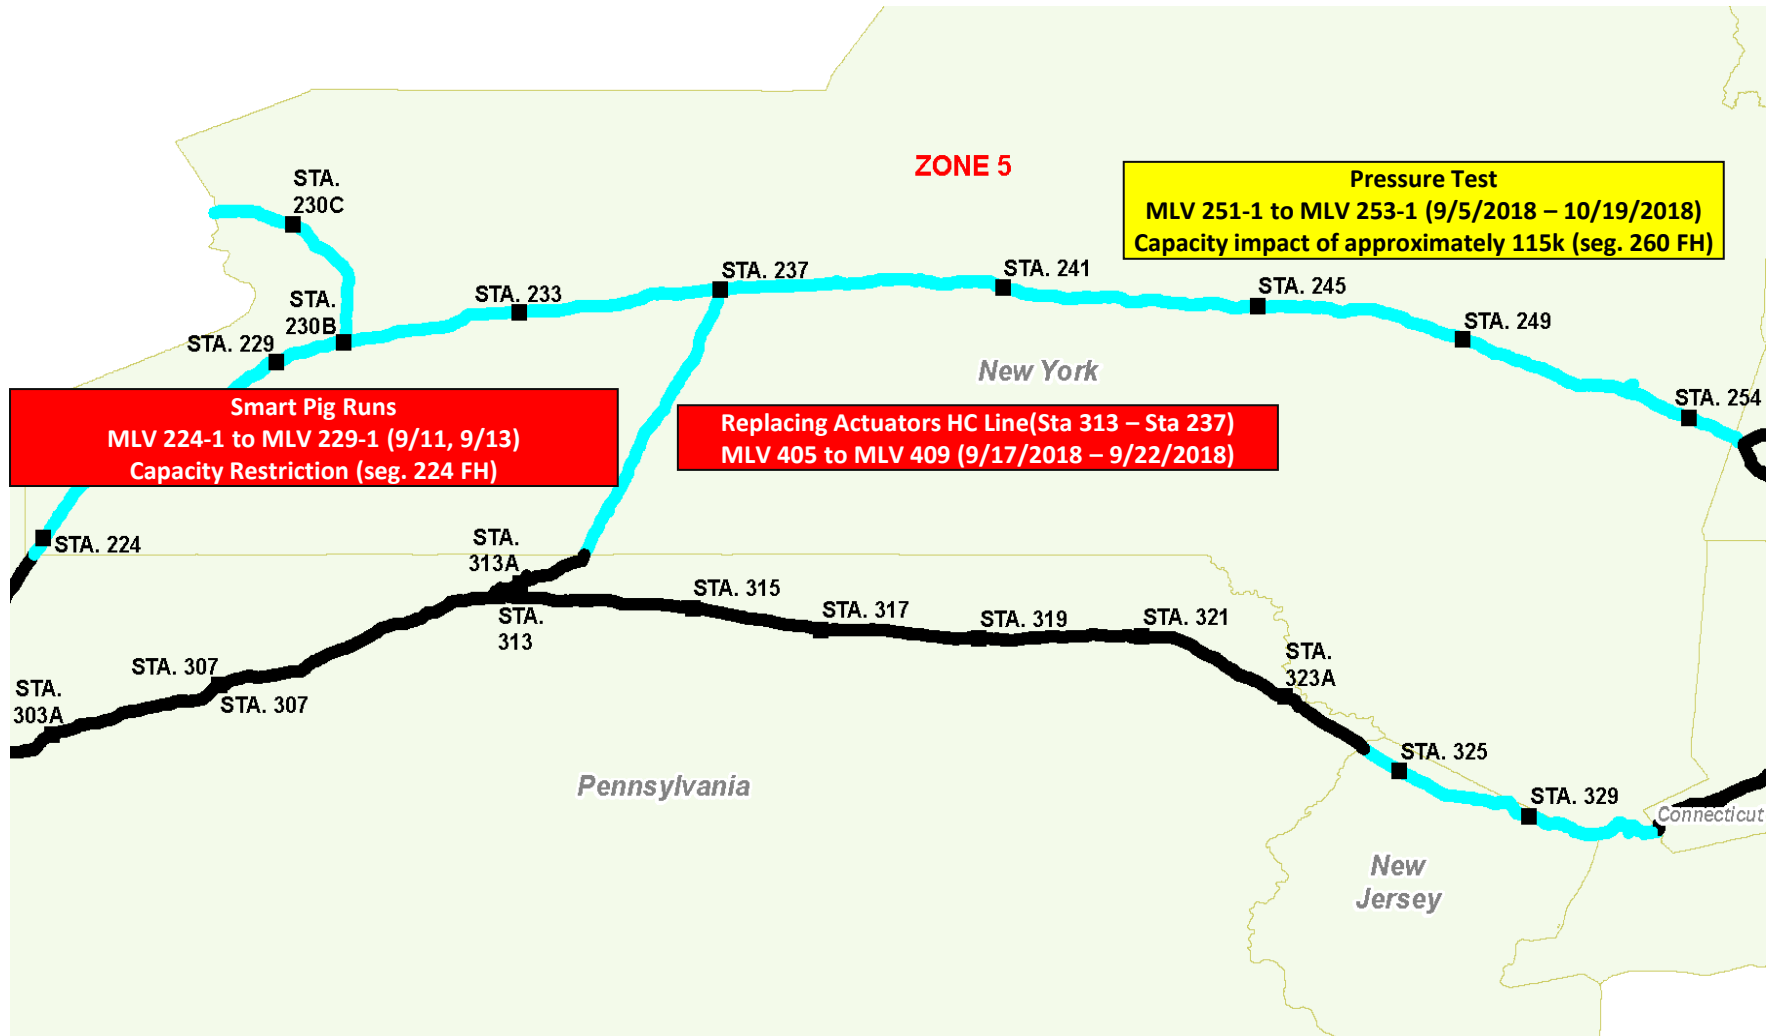 ZONE 5
Pressure Test
MLV 251-1 to MLV 253-1 (9/5/2018 – 10/19/2018)
Capacity impact of approximately 115k (seg. 260 FH)
STA.
230C
STA. 237
STA. 241
STA. 245
STA. 233
STA.
230B
STA. 229
STA. 249
New York
STA. 254
Smart Pig Runs
MLV 224-1 to MLV 229-1 (9/11, 9/13)
Capacity Restriction (seg. 224 FH)
Replacing Actuators HC Line(Sta 313 – Sta 237)
MLV 405 to MLV 409 (9/17/2018 – 9/22/2018)
STA. 224
STA.
313A
STA. 315
STA. 317
STA. 319
STA. 321
STA.
313
STA.
323A
STA. 307
STA. 307
STA.
303A
STA. 325
Pennsylvania
STA. 329
Connecticut
New
Jersey